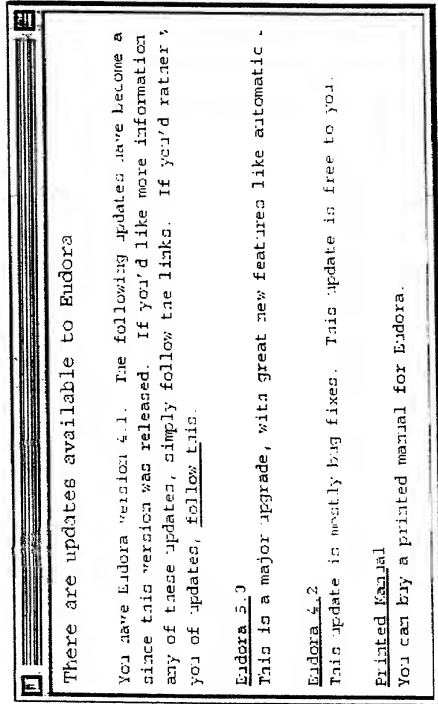 There are updates available to Eudora
You have Eudora version 4.1. The following updates have become a
since this version was released. If you'd like more information
any of these updates, simply follow the links. If you'd rather
you of updates, follow this.
Eudora 5.0
This is a major upgrade, with great new features like automatic
Eudora 4.2
This update is mostly bug fixes. This update is free to you.
Printed Manual
You can buy a printed manual for Eudora.